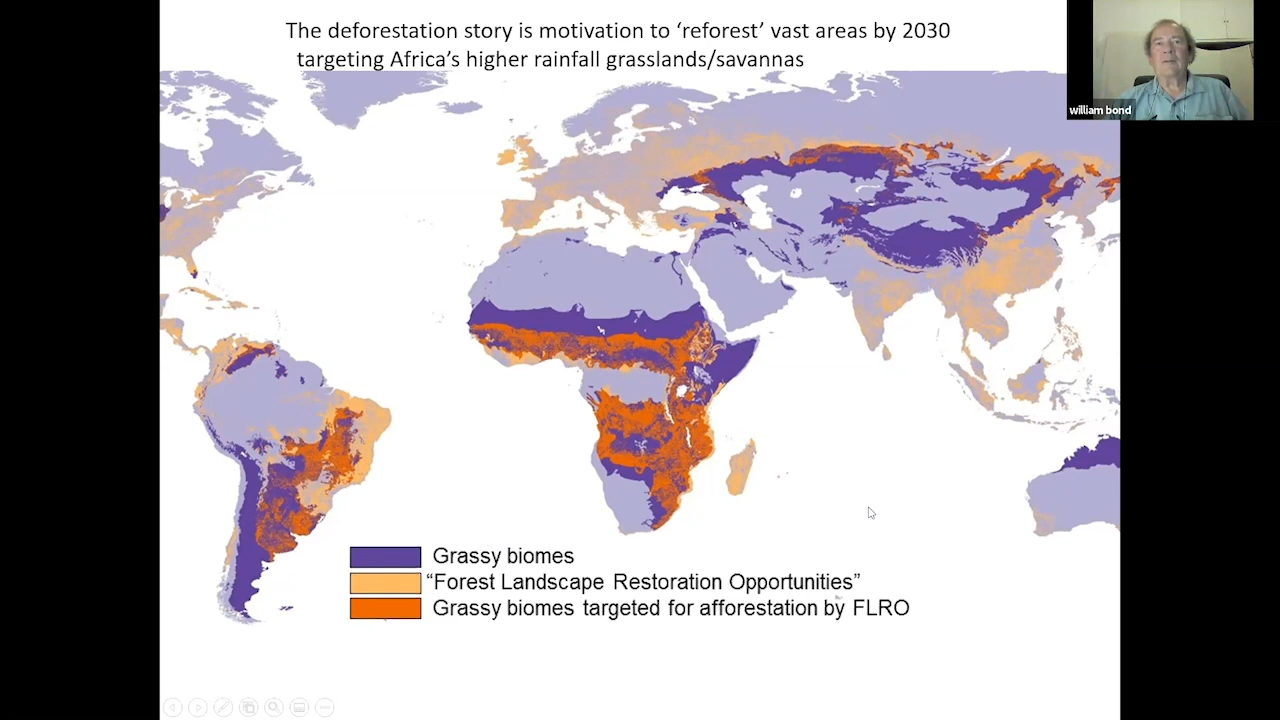 The deforestation story is motivation to ‘reforest’ vast areas by 2030
targeting Africa’s higher rainfall grasslands/savannas
william bond
Grassy biomes
“Forest Landscape Restoration Opportunities”
Grassy biomes targeted for afforestation by FLRO